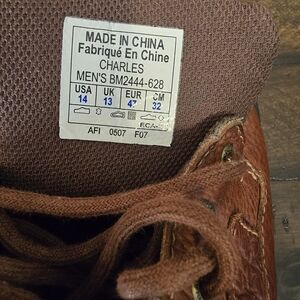 MADE IN CHINA
Fabriqué En Chine
CHARLES
MEN'S BM2444-628
USA UK EUR CM
14 13 47 32
AFI 0507 F07